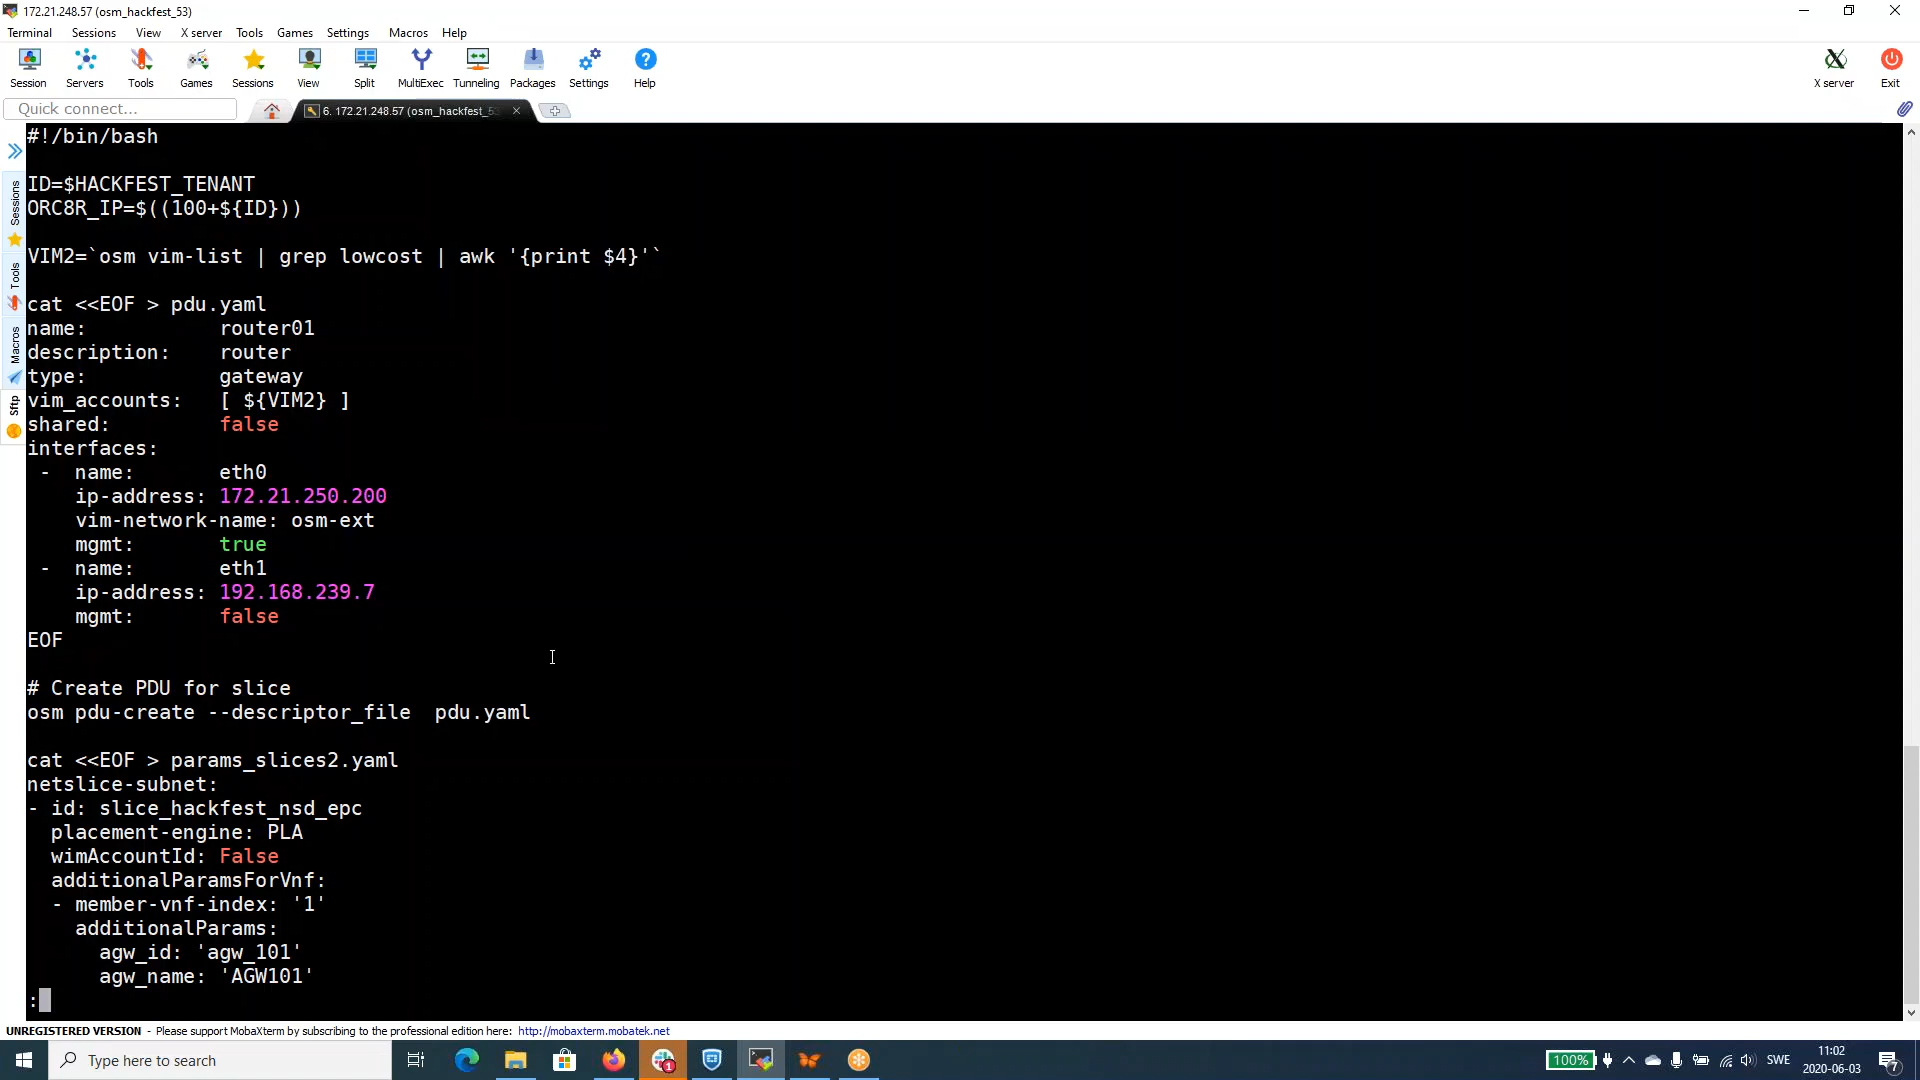 172.21.248.57 (osm_hackfest_53)
Terminal Sessions View X server Tools Games Settings Macros Help
Session Servers Tools Games Sessions View Split MultiExec Tunneling Packages Settings Help X server Exit
Quick connect... 6. 172.21.248.57 (osm_hackfest_53
Sessions
Tools
Macros
Sftp
#!/bin/bash
ID=$HACKFEST_TENANT
ORC8R_IP=$((100+${ID}))
VIM2=`osm vim-list | grep lowcost | awk '{print $4}'`
cat <<EOF > pdu.yaml
name: router01
description: router
type: gateway
vim_accounts: [ ${VIM2} ]
shared: false
interfaces:
- name: eth0
ip-address: 172.21.250.200
vim-network-name: osm-ext
mgmt: true
- name: eth1
ip-address: 192.168.239.7
mgmt: false
EOF
# Create PDU for slice
osm pdu-create --descriptor_file pdu.yaml
cat <<EOF > params_slices2.yaml
netslice-subnet:
- id: slice_hackfest_nsd_epc
placement-engine: PLA
wimAccountId: False
additionalParamsForVnf:
- member-vnf-index: '1'
additionalParams:
agw_id: 'agw_101'
agw_name: 'AGW101'
:
UNREGISTERED VERSION - Please support MobaXterm by subscribing to the professional edition here: http://mobaxterm.mobatek.net
Type here to search
1
100%
SWE
11:02
2020-06-03
7